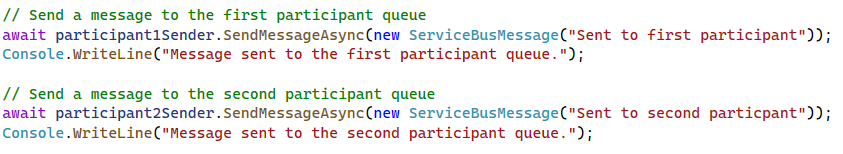 // Send a message to the first participant queue
await participant1Sender.SendMessageAsync(new ServiceBusMessage("Sent to first participant"));
Console.WriteLine("Message sent to the first participant queue.");
// Send a message to the second participant queue
await participant2Sender.SendMessageAsync(new ServiceBusMessage("Sent to second particpant"));
Console.WriteLine("Message sent to the second participant queue.");